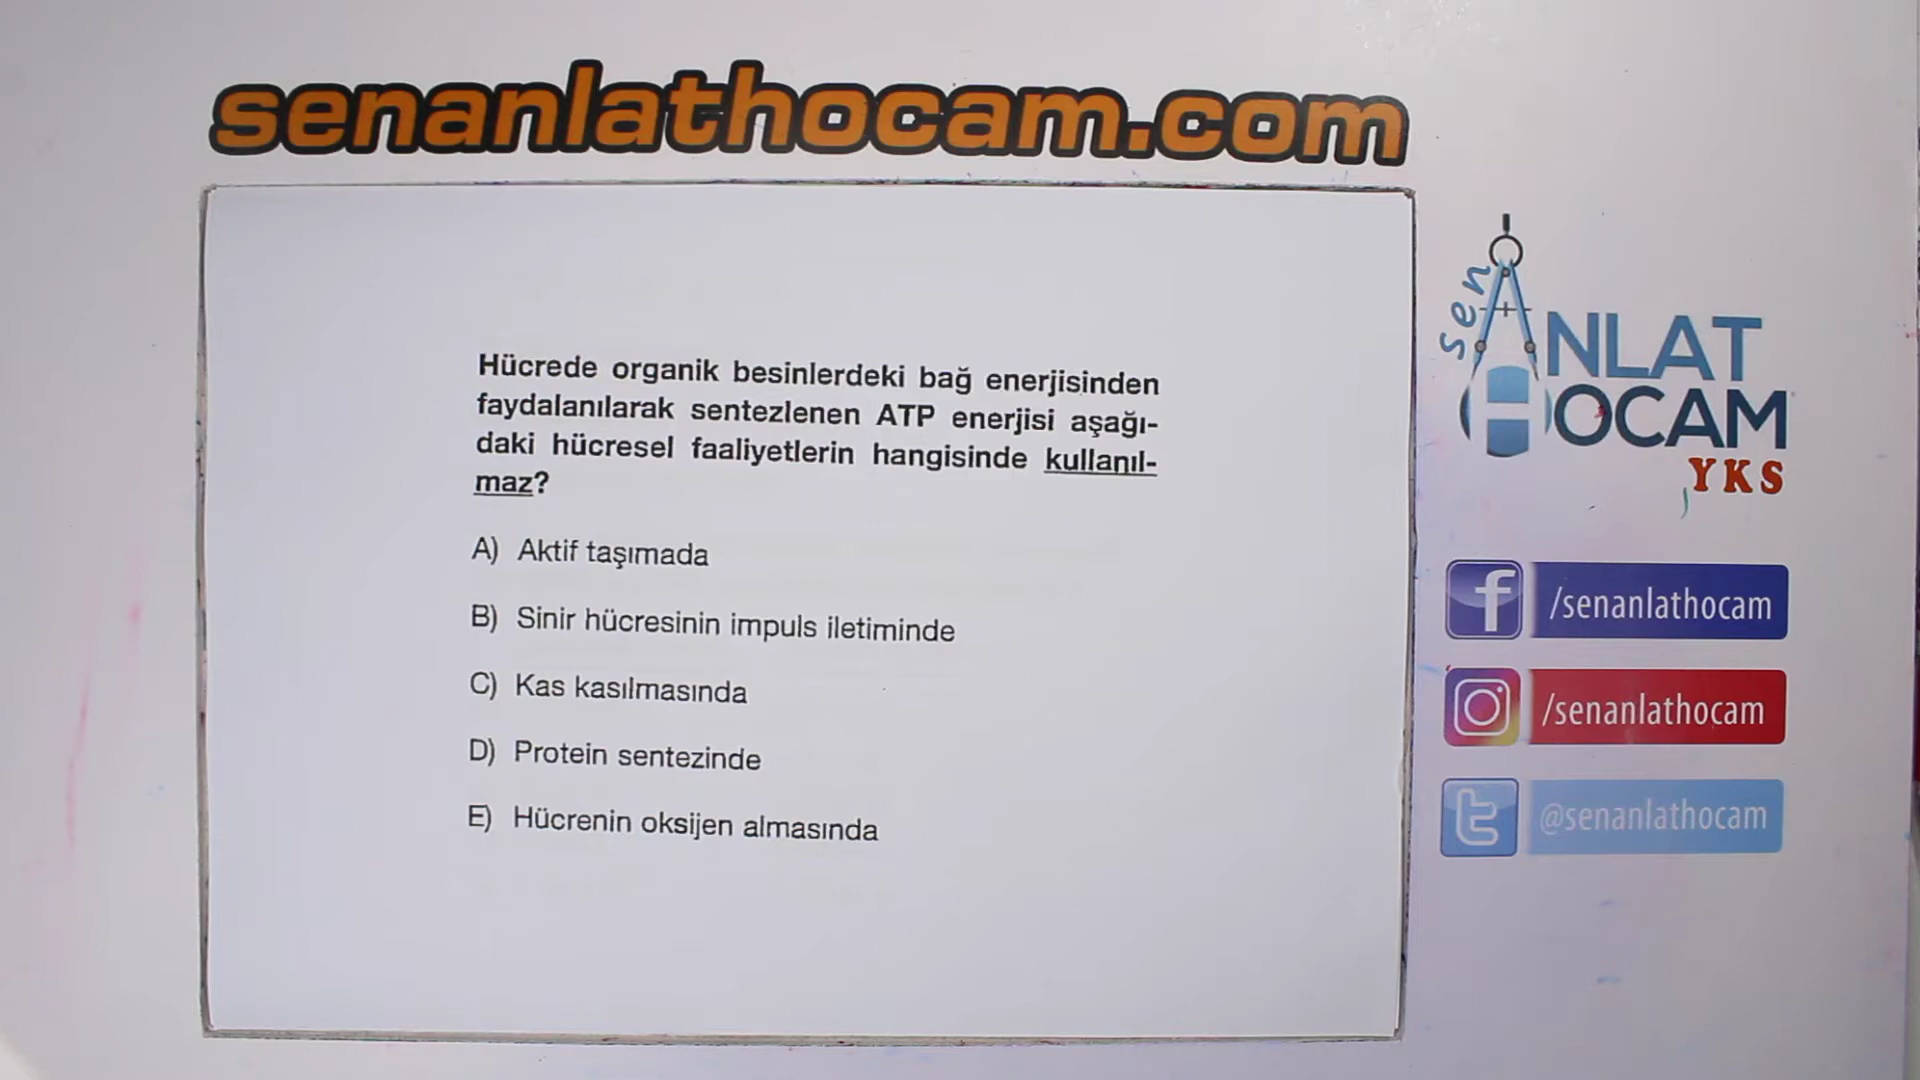 senanlathocam.com
Hücrede organik besinlerdeki bağ enerjisinden
faydalanılarak sentezlenen ATP enerjisi aşağı-
daki hücresel faaliyetlerin hangisinde kullanıl-
maz?
A) Aktif taşımada
B) Sinir hücresinin impuls iletiminde
C) Kas kasılmasında
D) Protein sentezinde
E) Hücrenin oksijen almasında
sen
ANLAT
HOCAM
YKS
f /senanlathocam
/senanlathocam
t @senanlathocam